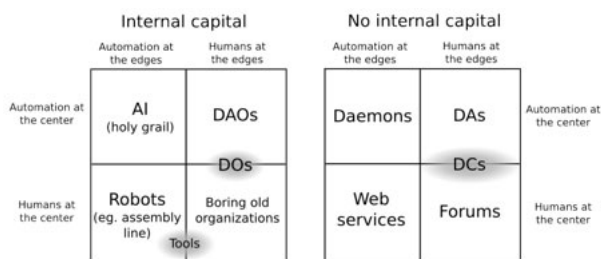 Internal capital
No internal capital
Automation at
the edges
Humans at
the edges
Automation at
the edges
Humans at
the edges
Automation at
the center
AI
(holy grail)
DAOs
Daemons
DAs
Automation at
the center
DOs
DCs
Humans at
the center
Robots
(eg. assembly
line)
Boring old
organizations
Web
services
Forums
Humans at
the center
Tools